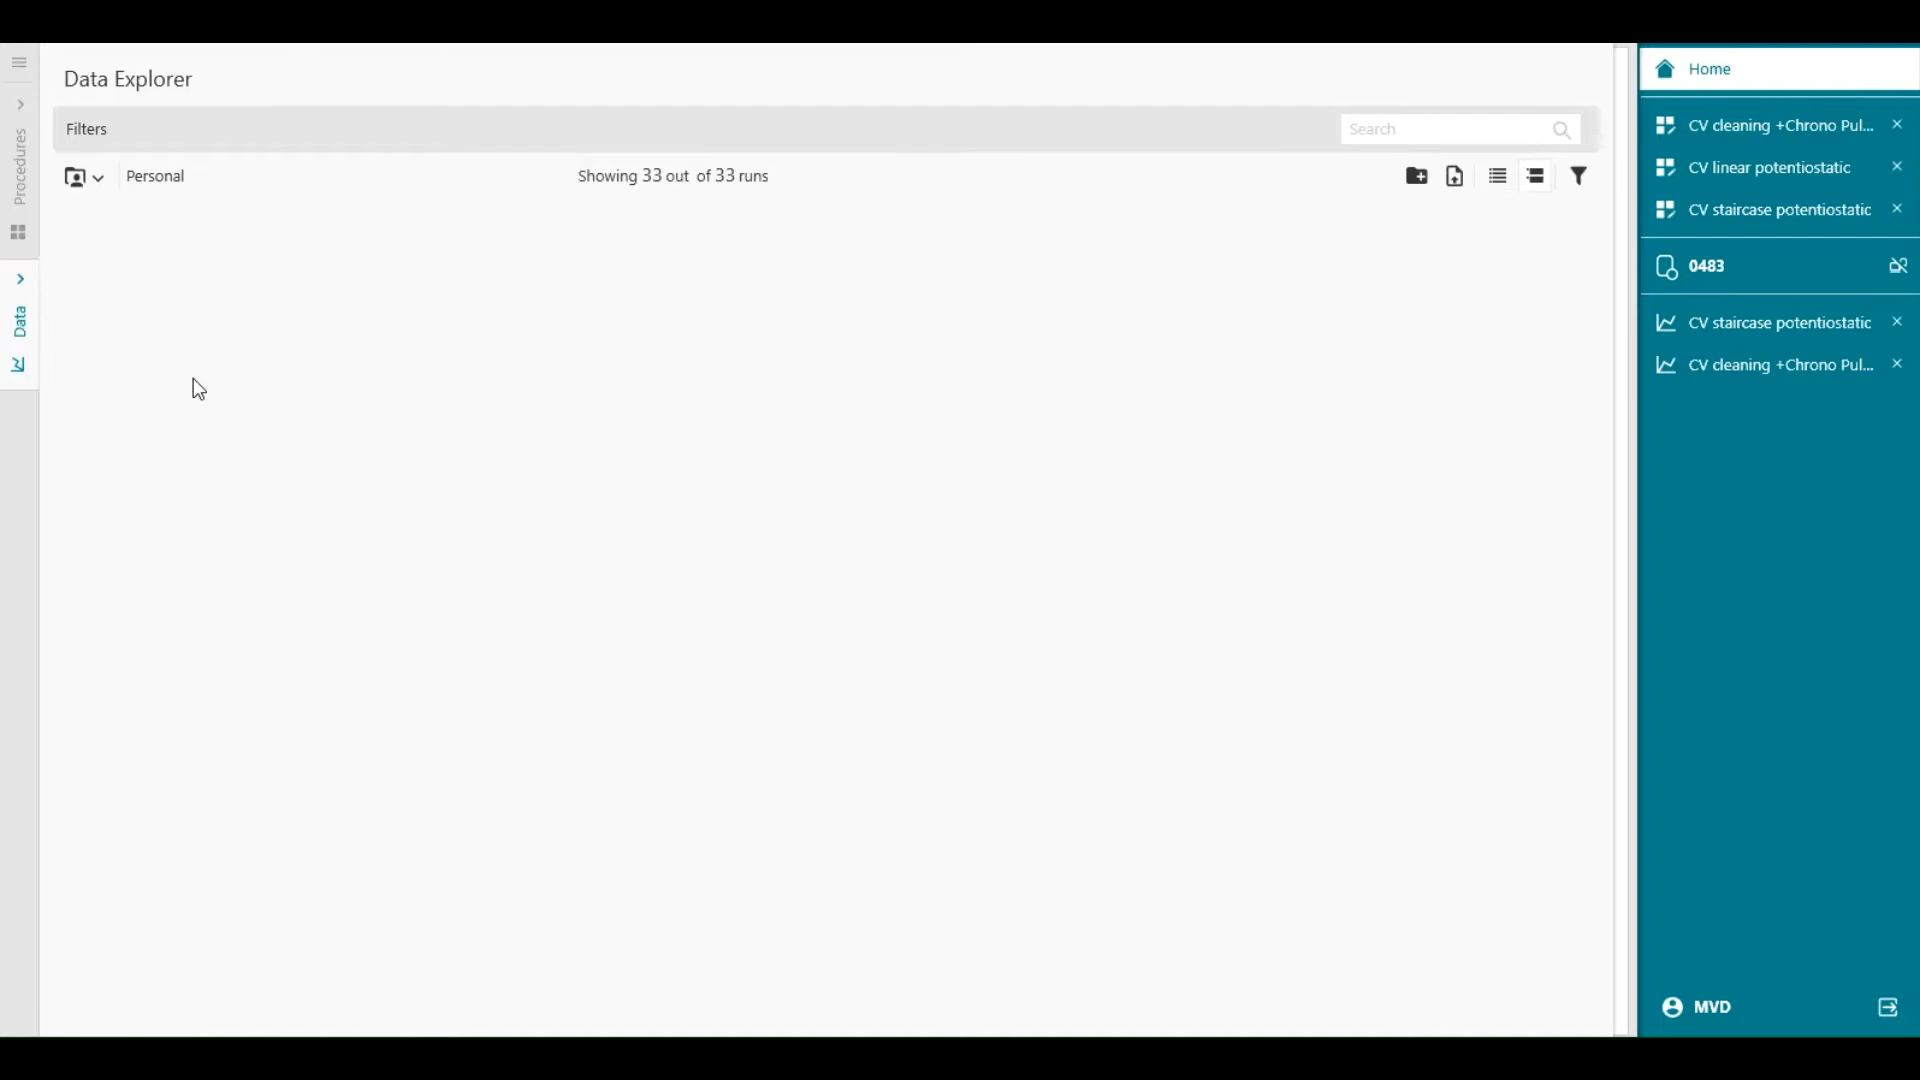 Data Explorer
Filters
Search
Personal
Showing 33 out of 33 runs
Procedures
Data
Home
CV cleaning +Chrono Pul...
CV linear potentiostatic
CV staircase potentiostatic
0483
CV staircase potentiostatic
CV cleaning +Chrono Pul...
MVD